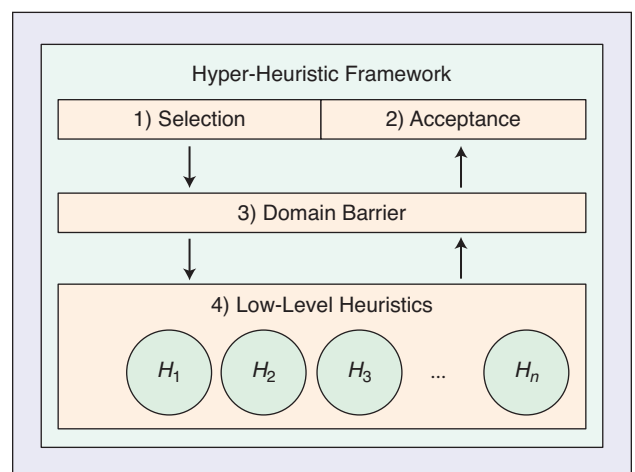 Hyper-Heuristic Framework
1) Selection 2) Acceptance
3) Domain Barrier
4) Low-Level Heuristics
H1 H2 H3 ... Hn